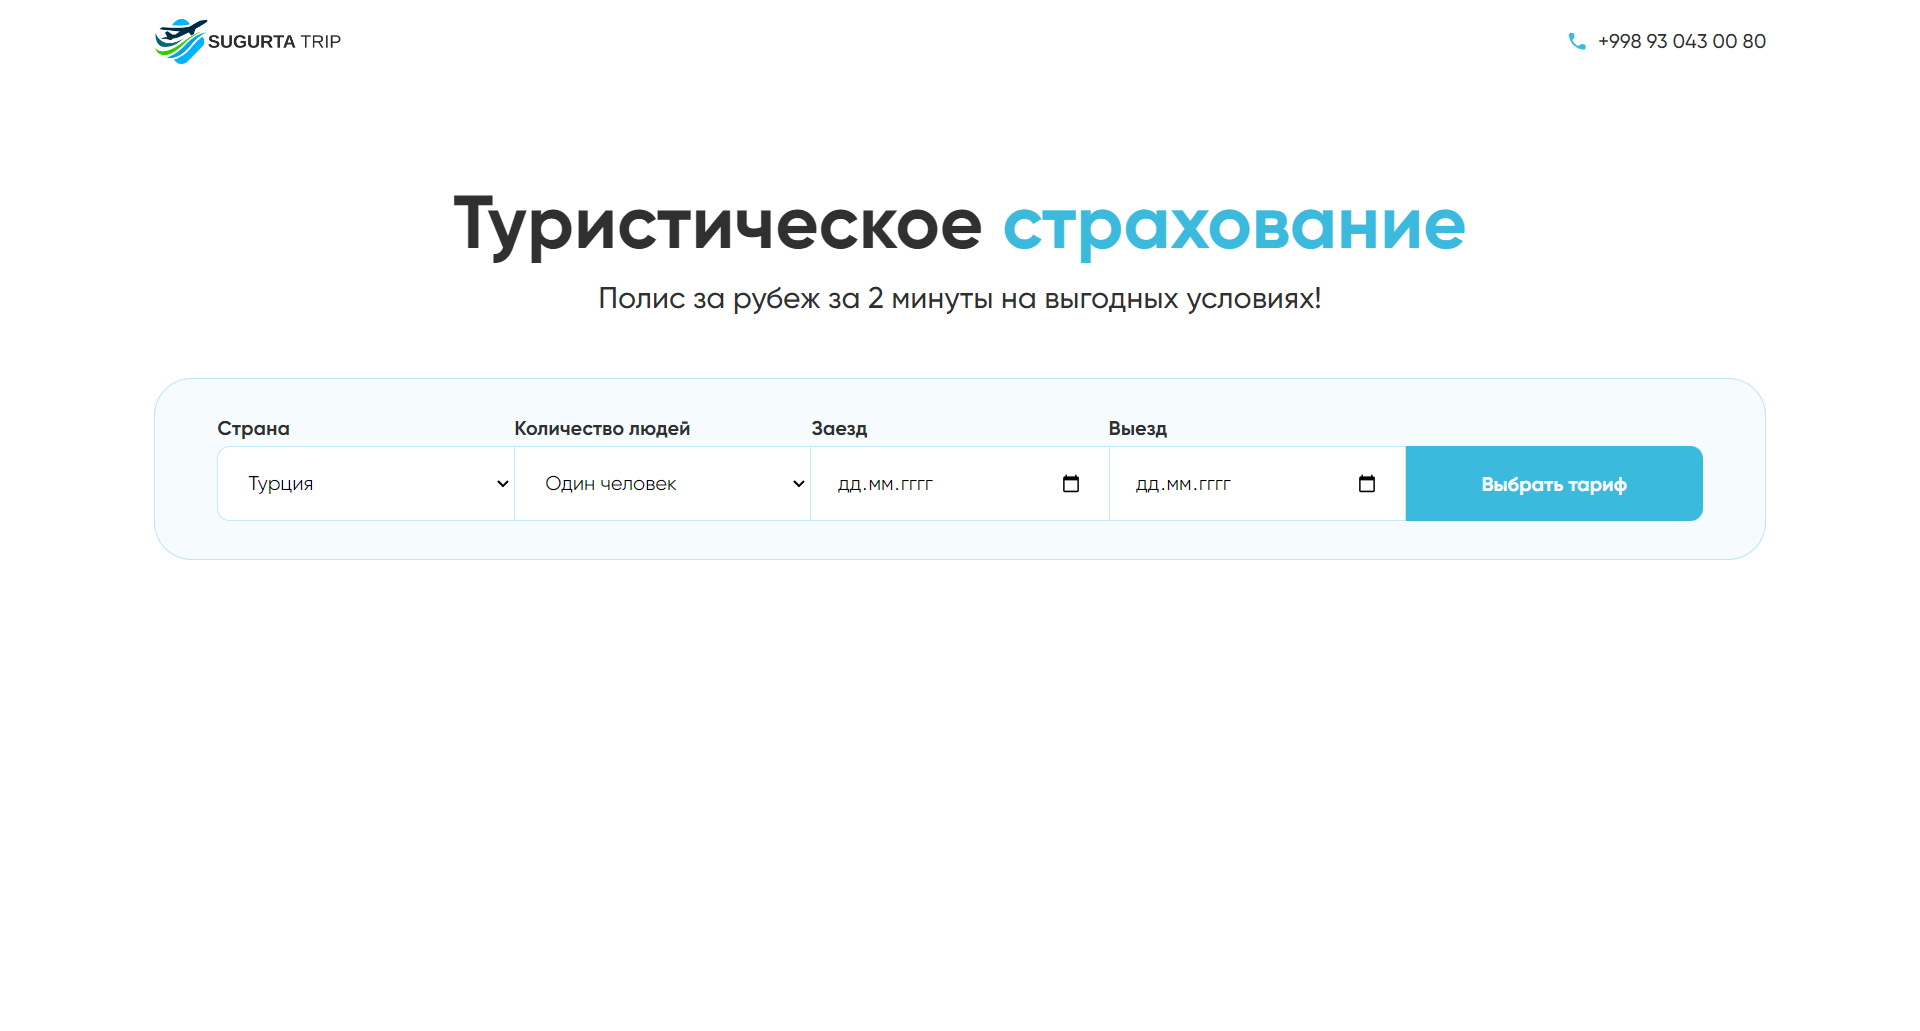 SUGURTA TRIP
+998 93 043 00 80
Туристическое страхование
Полис за рубеж за 2 минуты на выгодных условиях!
Страна Количество людей Заезд Выезд
Турция Один человек дд.мм.гггг дд.мм.гггг Выбрать тариф